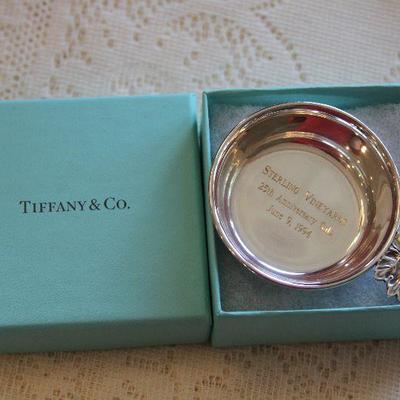 TIFFANY & CO.
STERLING VINEYARDS
25th Anniversary
June 9, 1994